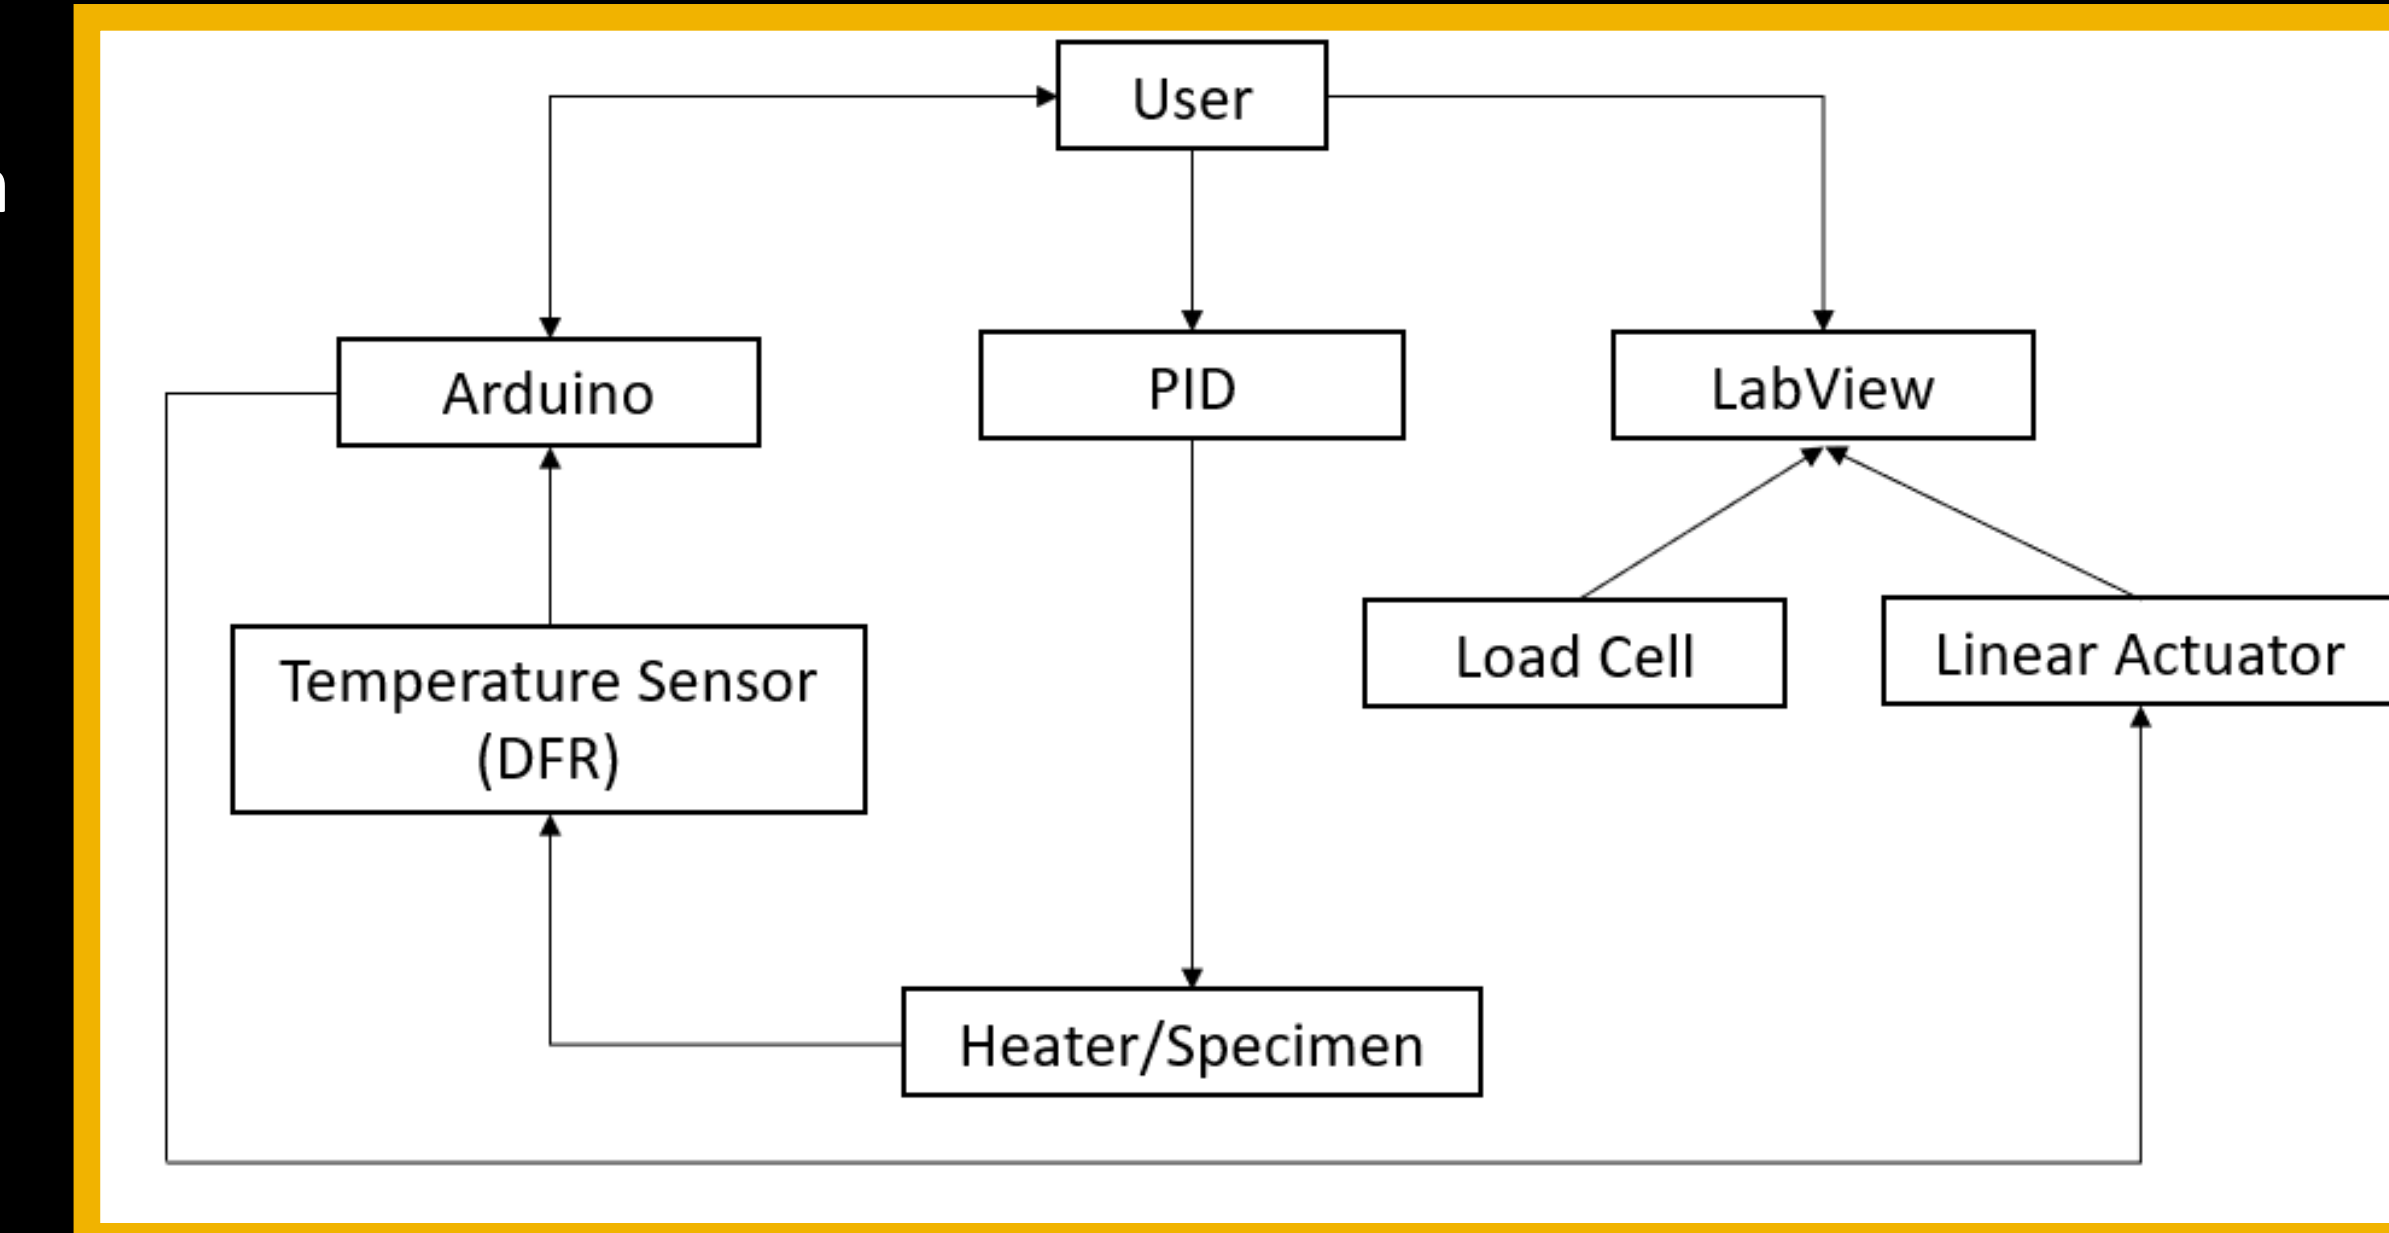 User
Arduino
PID
LabView
Temperature Sensor
(DFR)
Load Cell
Linear Actuator
Heater/Specimen